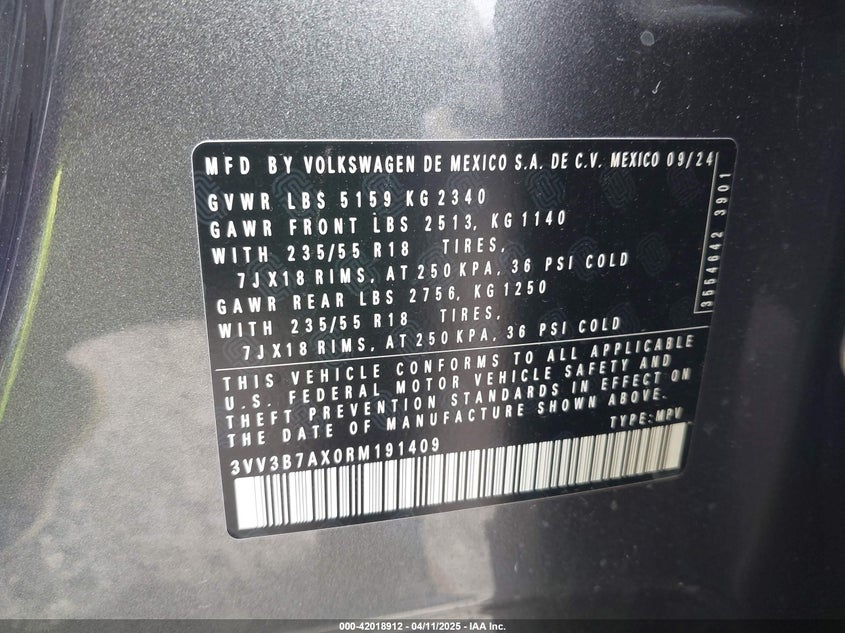 MFD BY VOLKSWAGEN DE MEXICO S.A. DE C.V. MEXICO 09/24
GVWR LBS 5159 KG 2340
GAWR FRONT LBS 2513, KG 1140
WITH 235/55 R18 TIRES,
7JX18 RIMS, AT 250 KPA, 36 PSI COLD
GAWR REAR LBS 2756, KG 1250
WITH 235/55 R18 TIRES,
7JX18 RIMS, AT 250 KPA, 36 PSI COLD
3554642 3901
THIS VEHICLE CONFORMS TO ALL APPLICABLE
U.S. FEDERAL MOTOR VEHICLE SAFETY AND
THEFT PREVENTION STANDARDS IN EFFECT ON
THE DATE OF MANUFACTURE SHOWN ABOVE.
TYPE: MPV
3VV3B7AX0RM191409
000-42018912 - 04/11/2025 - IAA Inc.